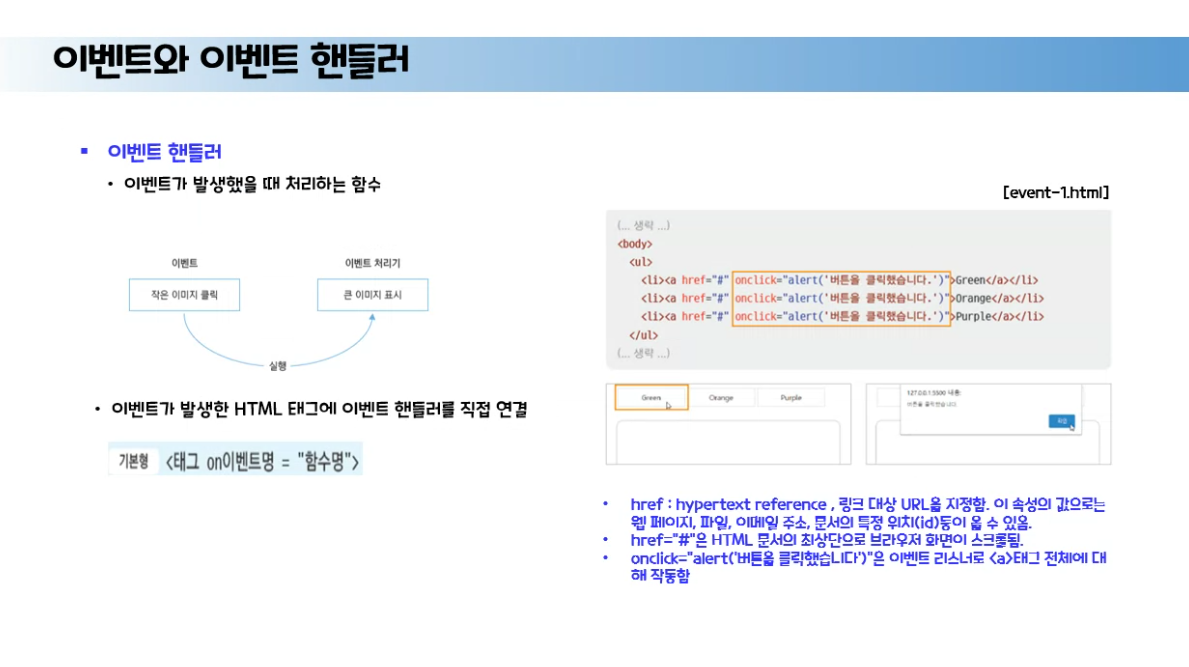 이벤트와 이벤트 핸들러
▪ 이벤트 핸들러
• 이벤트가 발생했을 때 처리하는 함수
이벤트
이벤트 처리기
작은 이미지 클릭
큰 이미지 표시
실행
• 이벤트가 발생한 HTML 태그에 이벤트 핸들러를 직접 연결
기본형 <태그 on이벤트명 = "함수명">
[event-1.html]
(... 생략 ...)
<body>
<ul>
<li><a href="#" onclick="alert('버튼을 클릭했습니다.')">Green</a></li>
<li><a href="#" onclick="alert('버튼을 클릭했습니다.')">Orange</a></li>
<li><a href="#" onclick="alert('버튼을 클릭했습니다.')">Purple</a></li>
</ul>
(... 생략 ...)
Green Orange Purple
127.0.0.1:5500 내용:
버튼을 클릭했습니다.
확인
• href : hypertext reference , 링크 대상 URL을 지정함. 이 속성의 값으로는
웹 페이지, 파일, 이메일 주소, 문서의 특정 위치(id)등이 올 수 있음.
• href="#"은 HTML 문서의 최상단으로 브라우저 화면이 스크롤됨.
• onclick="alert('버튼을 클릭했습니다')"은 이벤트 리스너로 <a>태그 전체에 대
해 작동함